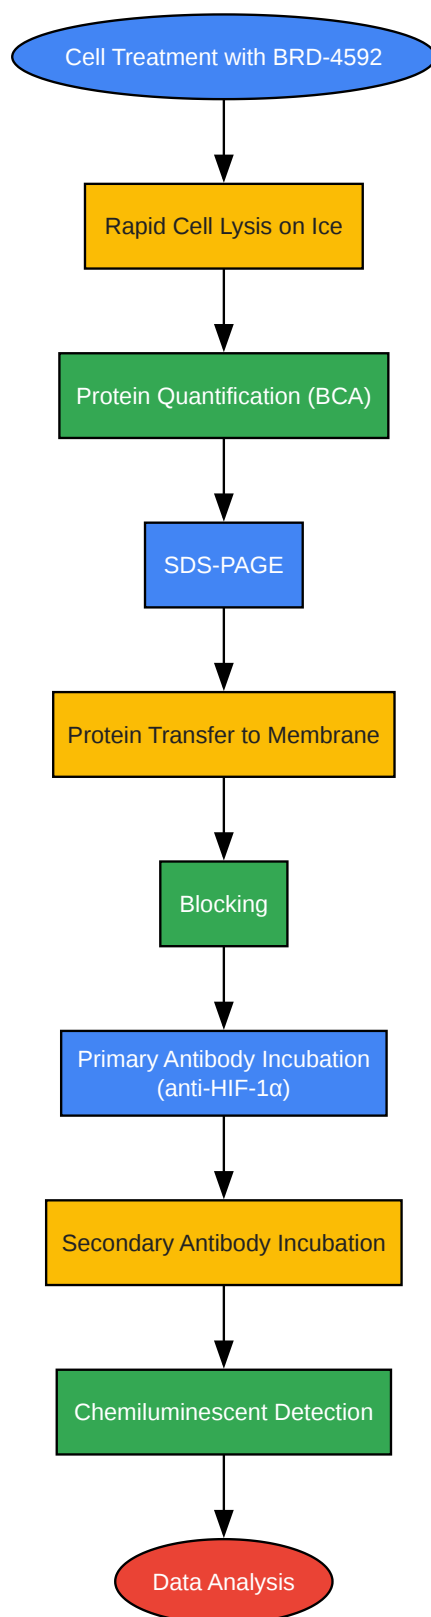 Cell Treatment with BRD-4592
Rapid Cell Lysis on Ice
Protein Quantification (BCA)
SDS-PAGE
Protein Transfer to Membrane
Blocking
Primary Antibody Incubation
(anti-HIF-1α)
Secondary Antibody Incubation
Chemiluminescent Detection
Data Analysis